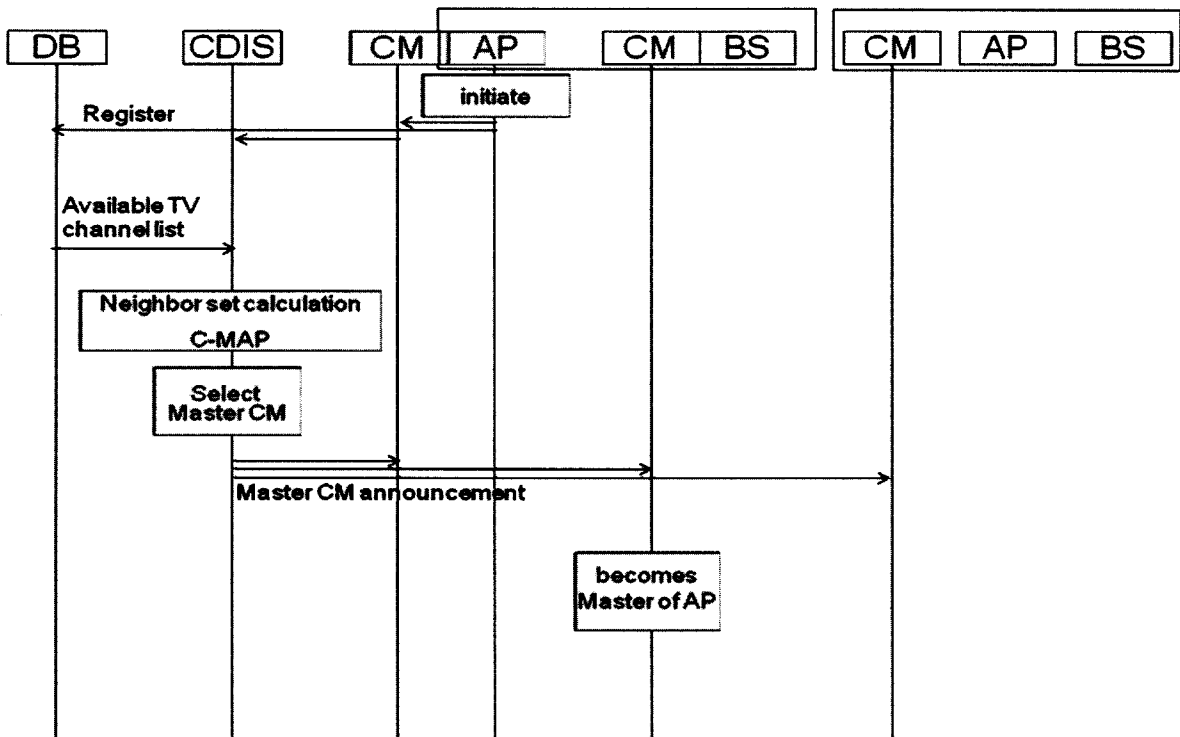 DB CDIS CM AP CM BS CM AP BS
initiate
Register
Available TV
channel list
Neighbor set calculation
C-MAP
Select
Master CM
Master CM announcement
becomes
Master of AP